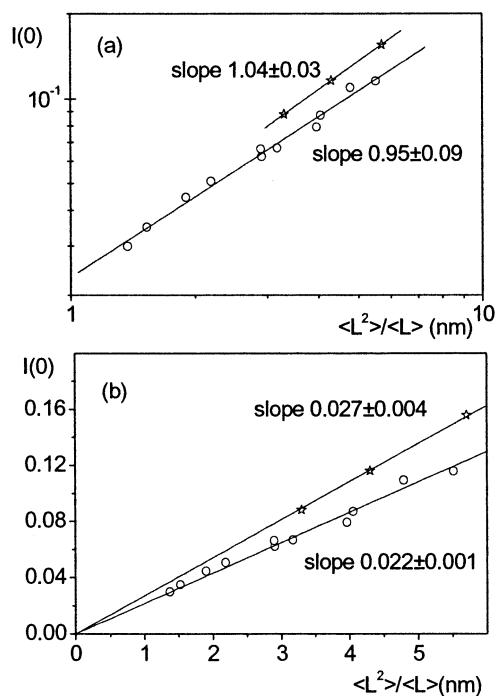 I(0)
(a)
slope 1.04±0.03
10⁻¹
slope 0.95±0.09
1
10
<L²>/<L> (nm)
I(0)
(b)
0.16
slope 0.027±0.004
0.12
0.08
0.04
slope 0.022±0.001
0.00
0 1 2 3 4 5
<L²>/<L>(nm)